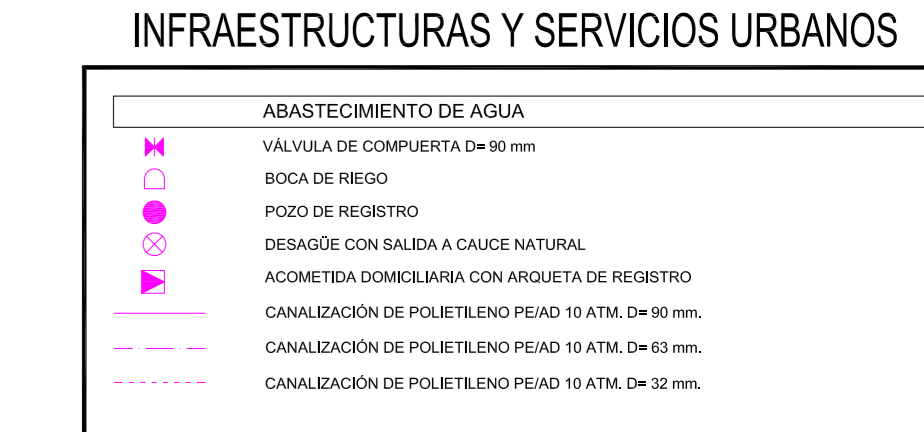 INFRAESTRUCTURAS Y SERVICIOS URBANOS
ABASTECIMIENTO DE AGUA
VÁLVULA DE COMPUERTA D= 90 mm
BOCA DE RIEGO
POZO DE REGISTRO
DESAGÜE CON SALIDA A CAUCE NATURAL
ACOMETIDA DOMICILIARIA CON ARQUETA DE REGISTRO
CANALIZACIÓN DE POLIETILENO PE/AD 10 ATM. D= 90 mm.
CANALIZACIÓN DE POLIETILENO PE/AD 10 ATM. D= 63 mm.
CANALIZACIÓN DE POLIETILENO PE/AD 10 ATM. D= 32 mm.